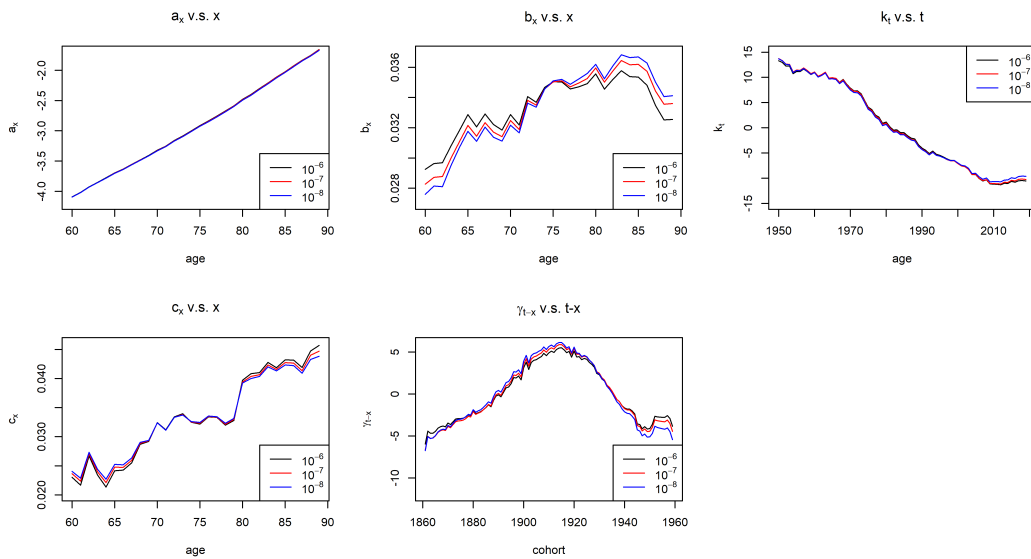 a_x v.s. x
b_x v.s. x
k_t v.s. t
-2.0
-2.5
-3.0
-3.5
-4.0
a_x
10^-6
10^-7
10^-8
60 65 70 75 80 85 90
age
0.036
0.032
0.028
b_x
10^-6
10^-7
10^-8
60 65 70 75 80 85 90
age
15
10
5
0
-5
-15
k_t
10^-6
10^-7
10^-8
1950 1970 1990 2010
age
c_x v.s. x
γ_t-x v.s. t-x
0.040
0.030
0.020
c_x
10^-6
10^-7
10^-8
60 65 70 75 80 85 90
age
5
0
-5
-10
γ_t-x
10^-6
10^-7
10^-8
1860 1880 1900 1920 1940 1960
cohort